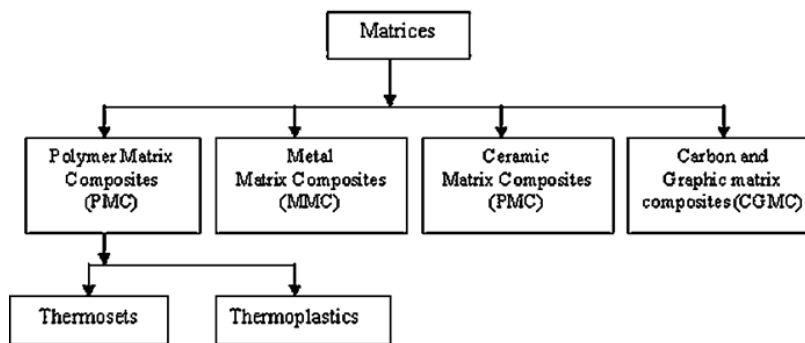 Matrices
Polymer Matrix
Composites
(PMC)
Metal
Matrix Composites
(MMC)
Ceramic
Matrix Composites
(PMC)
Carbon and
Graphic matrix
composites (CGMC)
Thermosets
Thermoplastics